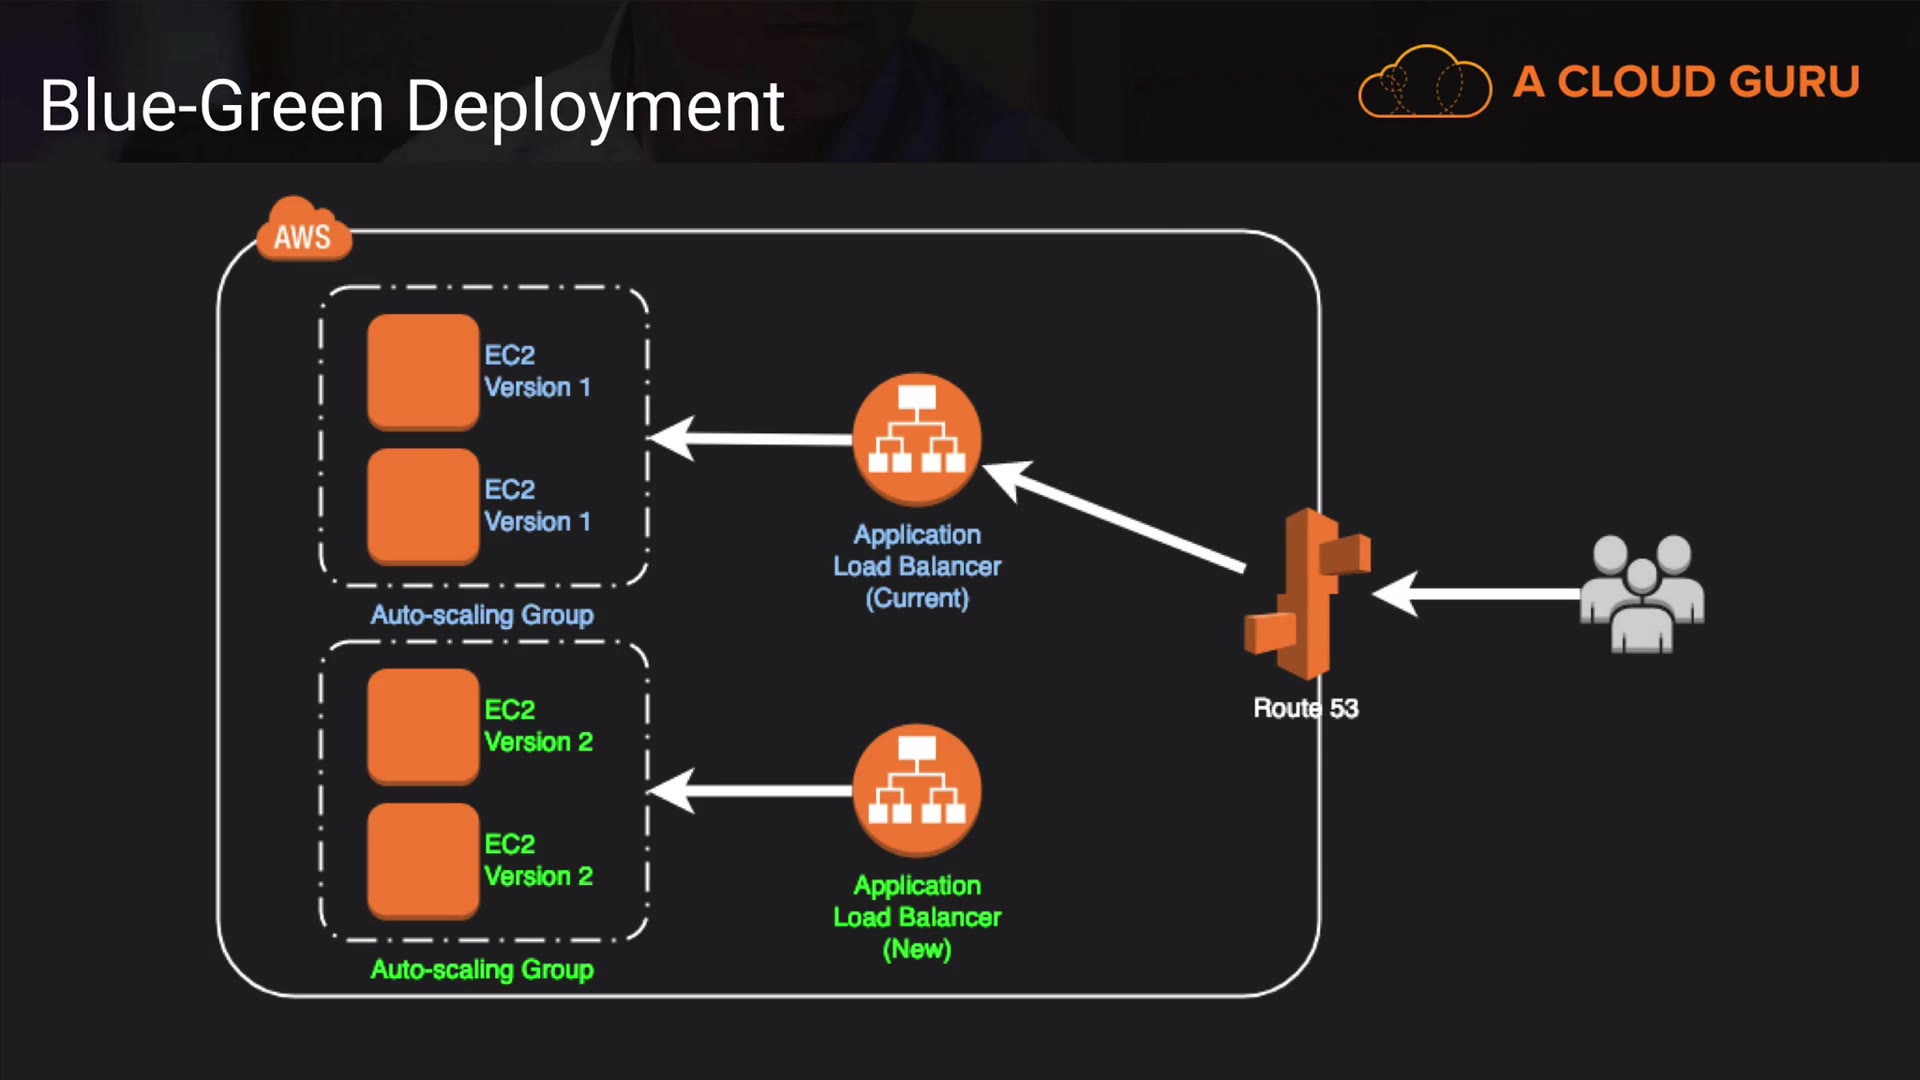 Blue-Green Deployment
A CLOUD GURU
AWS
EC2
Version 1
EC2
Version 1
Auto-scaling Group
Application
Load Balancer
(Current)
EC2
Version 2
EC2
Version 2
Auto-scaling Group
Application
Load Balancer
(New)
Route 53